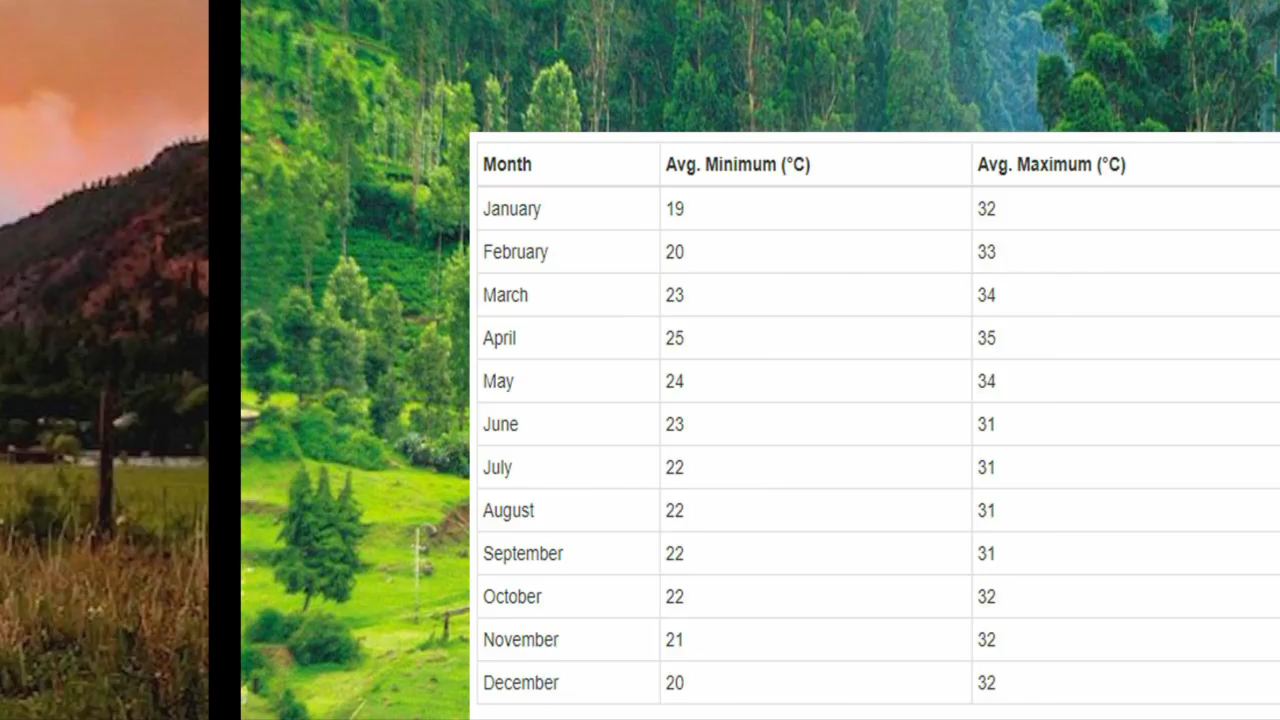 Month Avg. Minimum (°C) Avg. Maximum (°C)
January 19 32
February 20 33
March 23 34
April 25 35
May 24 34
June 23 31
July 22 31
August 22 31
September 22 31
October 22 32
November 21 32
December 20 32